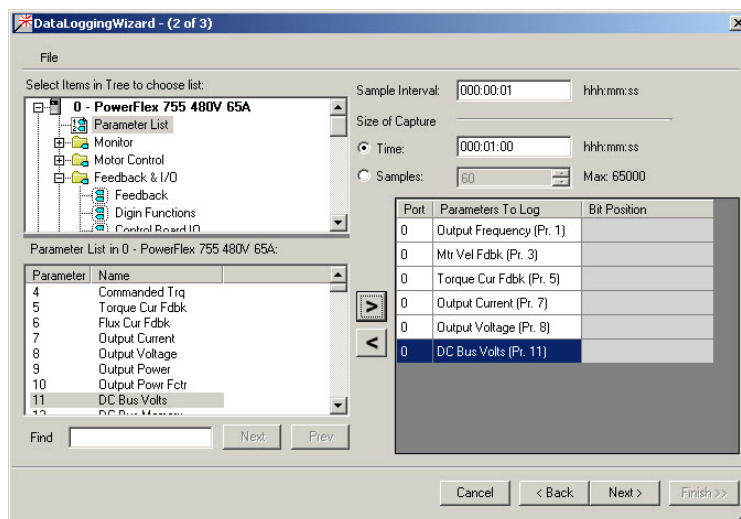 DataLoggingWizard - (2 of 3)
File
Select Items in Tree to choose list:
0 - PowerFlex 755 480V 65A
Parameter List
Monitor
Motor Control
Feedback & I/O
Feedback
Digin Functions
Control Board IO
Sample Interval: 000:00:01 hhh:mm:ss
Size of Capture
Time: 000:01:00 hhh:mm:ss
Samples: 60 Max: 65000
Parameter List in 0 - PowerFlex 755 480V 65A:
Parameter Name
4 Commanded Trq
5 Torque Cur Fdbk
6 Flux Cur Fdbk
7 Output Current
8 Output Voltage
9 Output Power
10 Output Powr Fctr
11 DC Bus Volts
12 DC Bus Memory
>
<
Port Parameters To Log Bit Position
0 Output Frequency (Pr. 1)
0 Mtr Vel Fdbk (Pr. 3)
0 Torque Cur Fdbk (Pr. 5)
0 Output Current (Pr. 7)
0 Output Voltage (Pr. 8)
0 DC Bus Volts (Pr. 11)
Find Next Prev
Cancel < Back Next > Finish >>